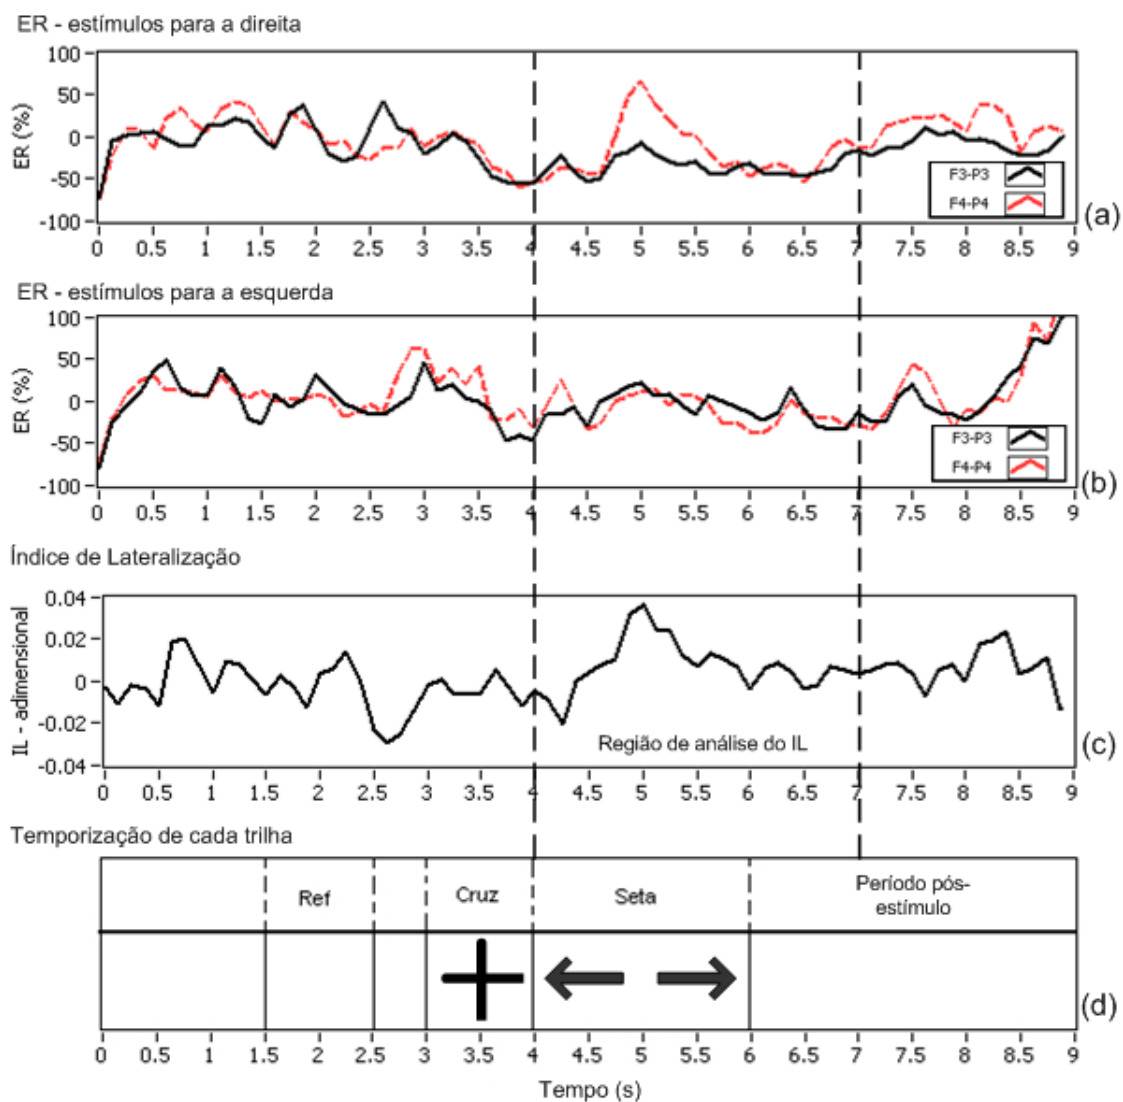 ER - estímulos para a direita
100
50
0
-50
-100
ER (%)
F3-P3
F4-P4
(a)
0 0.5 1 1.5 2 2.5 3 3.5 4 4.5 5 5.5 6 6.5 7 7.5 8 8.5 9
ER - estímulos para a esquerda
100
50
0
-50
-100
ER (%)
F3-P3
F4-P4
(b)
0 0.5 1 1.5 2 2.5 3 3.5 4 4.5 5 5.5 6 6.5 7 7.5 8 8.5 9
Índice de Lateralização
0.04
0.02
0
-0.02
-0.04
IL - adimensional
Região de análise do IL
(c)
0 0.5 1 1.5 2 2.5 3 3.5 4 4.5 5 5.5 6 6.5 7 7.5 8 8.5 9
Temporização de cada trilha
Ref
Cruz
Seta
Período pós-
estímulo
(d)
0 0.5 1 1.5 2 2.5 3 3.5 4 4.5 5 5.5 6 6.5 7 7.5 8 8.5 9
Tempo (s)